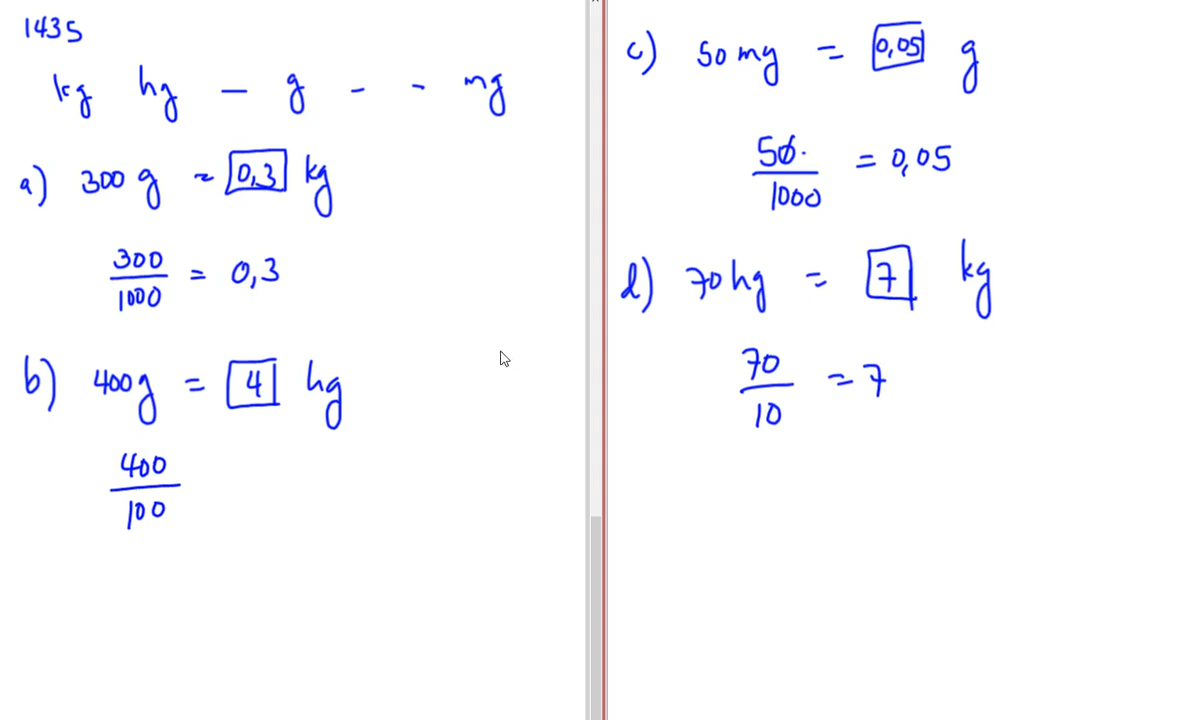 1435
kg hg – g - - mg
a) 300 g ~ 0,3 kg
300
1000
= 0,3
b) 400g = 4 hg
400
100
c) 50 mg = 0,05 g
50.
1000
= 0,05
d) 70 hg = 7 kg
70
10
= 7